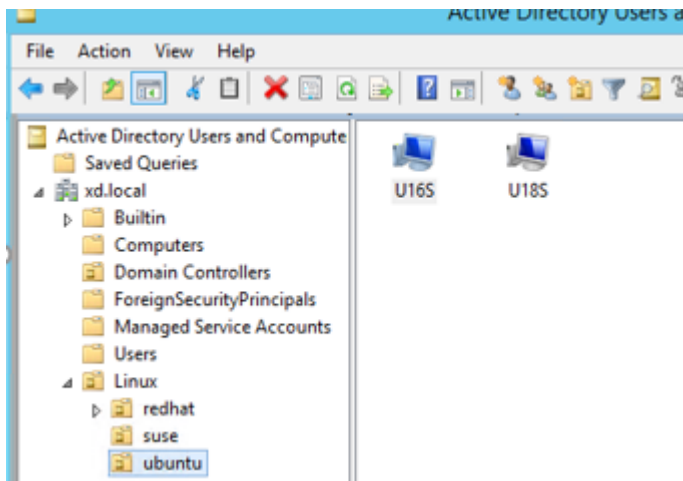 Active Directory Users a
File Action View Help
Active Directory Users and Compute
Saved Queries
xd.local
Builtin
Computers
Domain Controllers
ForeignSecurityPrincipals
Managed Service Accounts
Users
Linux
redhat
suse
ubuntu
U16S U18S